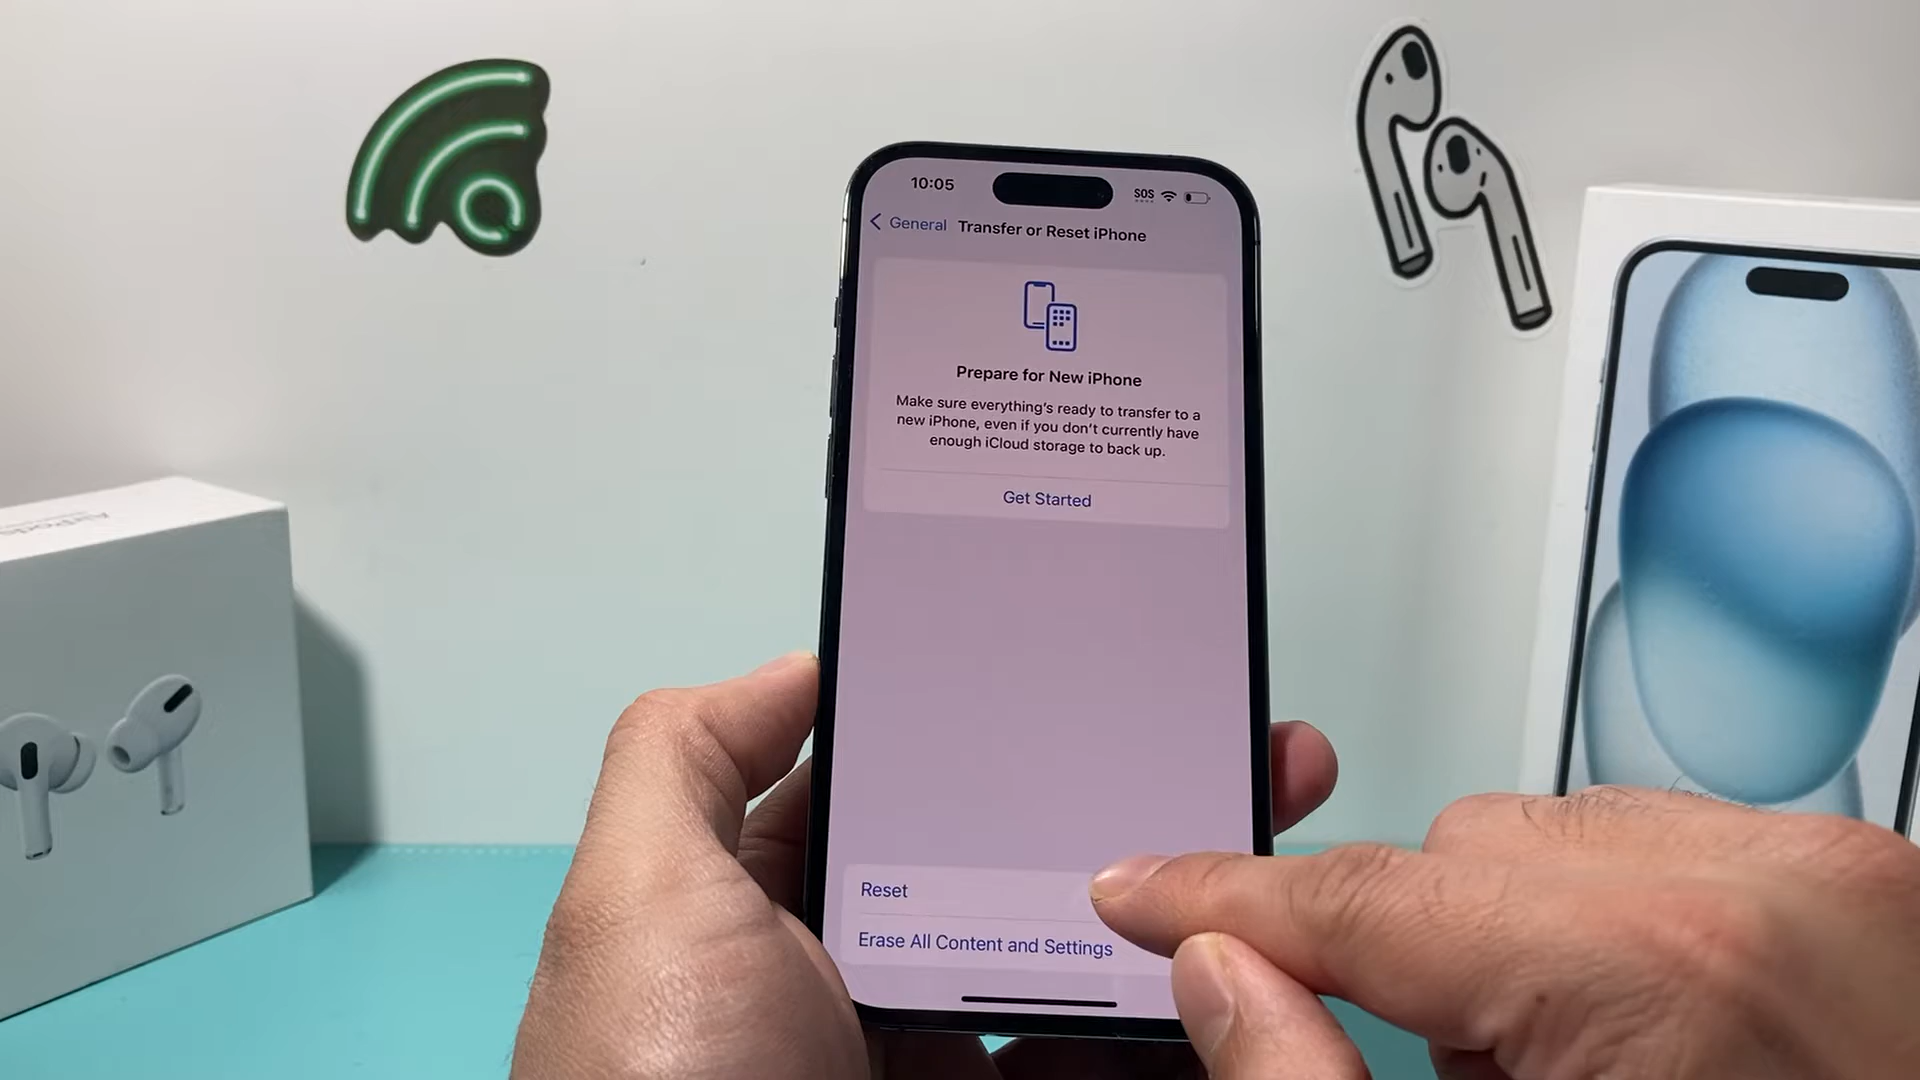 10:05
SOS
General Transfer or Reset iPhone
Prepare for New iPhone
Make sure everything's ready to transfer to a
new iPhone, even if you don't currently have
enough iCloud storage to back up.
Get Started
Reset
Erase All Content and Settings
AirPods